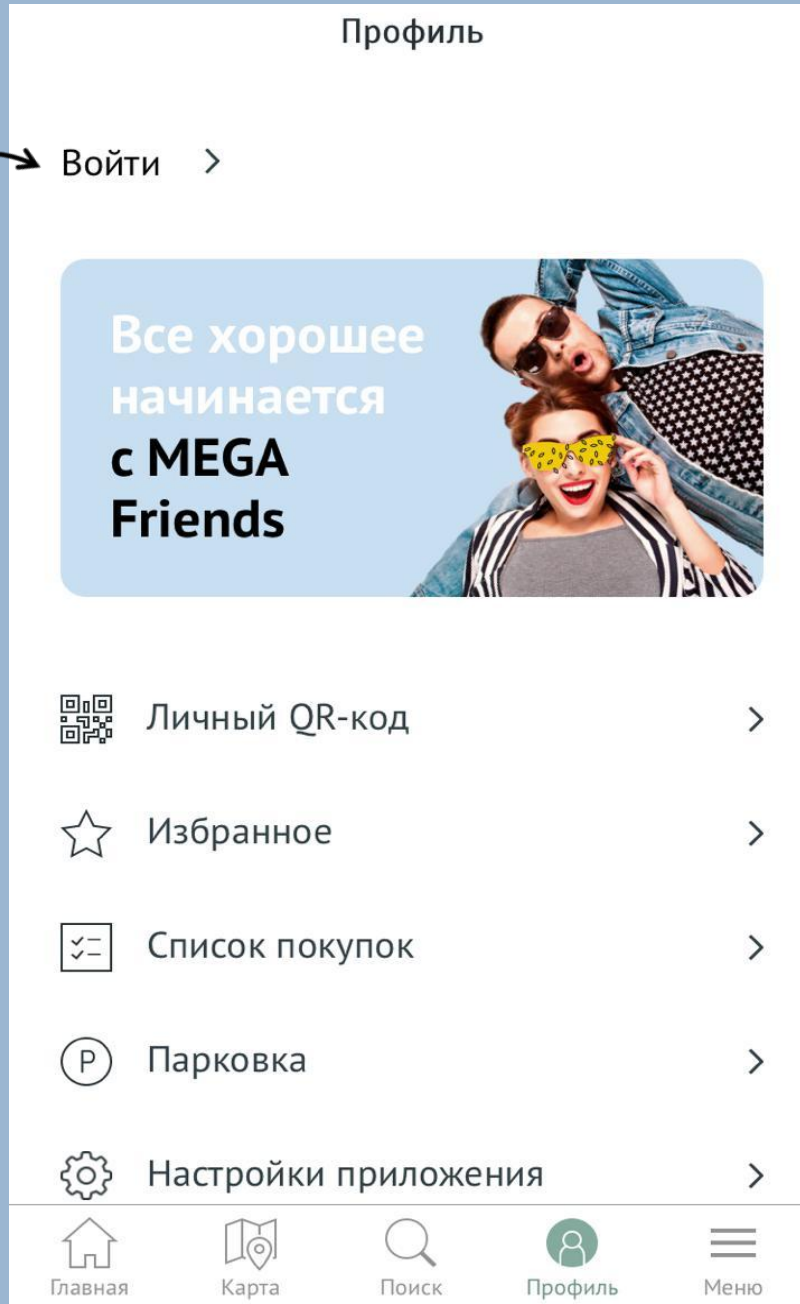 Профиль
Войти
Все хорошее
начинается
с MEGA
Friends
Личный QR-код
Избранное
Список покупок
P Парковка
Настройки приложения
Главная Карта Поиск Профиль Меню